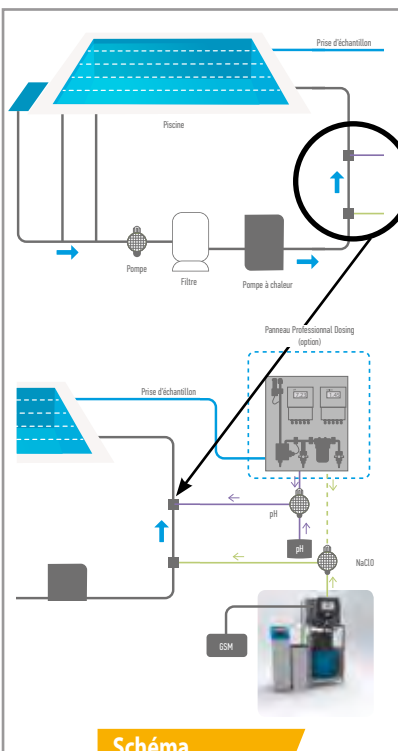 Prise d'échantillon
Piscine
Pompe
Filtre
Pompe à chaleur
Panneau Professionnal Dosing
(option)
Prise d'échantillon
pH
pH
NaClO
GSM
Schéma